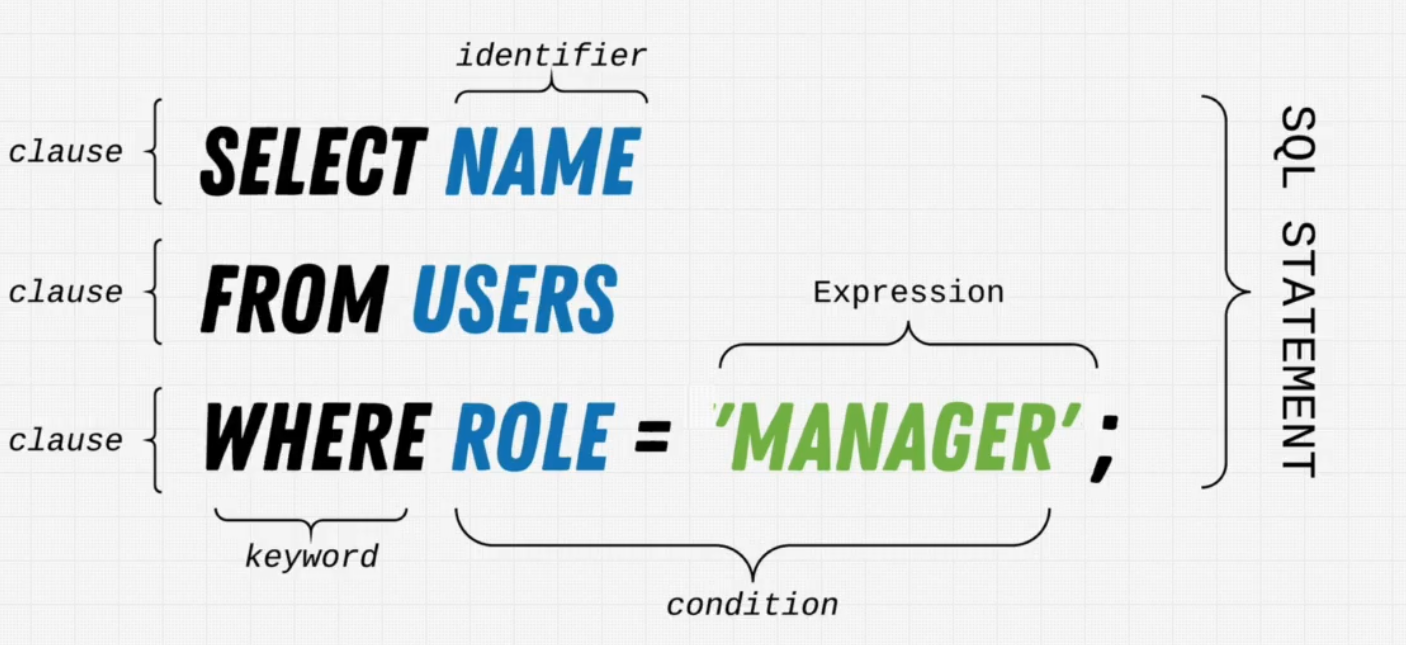 identifier
clause SELECT NAME
clause FROM USERS
Expression
clause WHERE ROLE = 'MANAGER' ;
keyword
condition
SQL STATEMENT